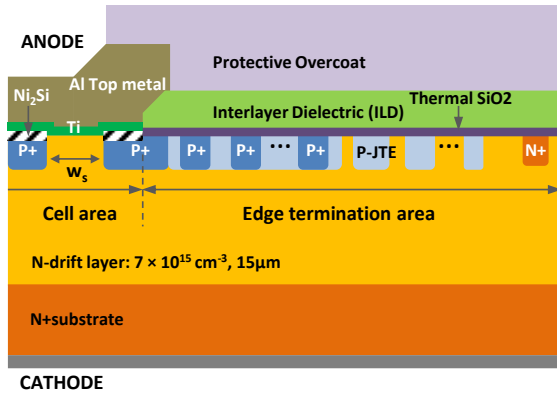 ANODE
Protective Overcoat
Ni₂Si
Al Top metal
Thermal SiO2
Interlayer Dielectric (ILD)
Ti
P+ P+ P+ P+ ••• P+ P-JTE ••• N+
wₛ
Cell area Edge termination area
N-drift layer: 7 × 10¹⁵ cm⁻³, 15µm
N+substrate
CATHODE